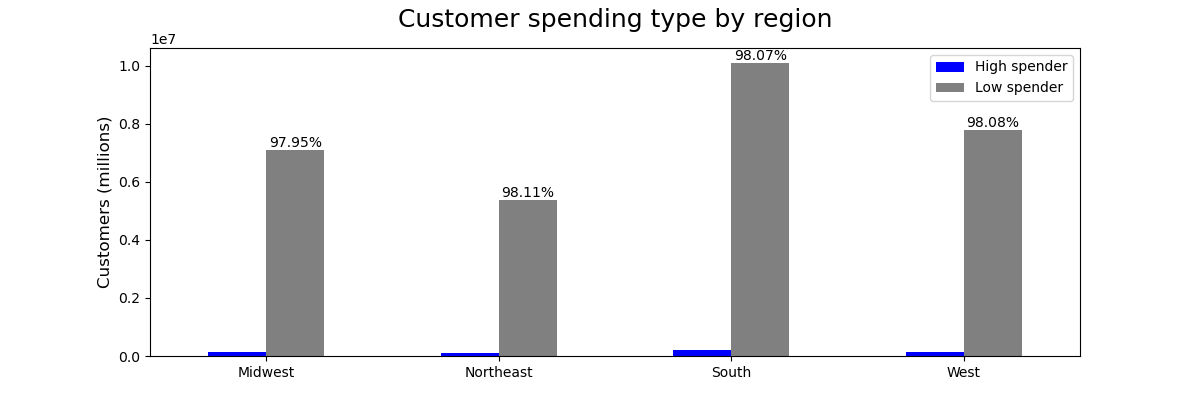 Customer spending type by region
1e7
Customers (millions)
1.0
0.8
0.6
0.4
0.2
0.0
97.95%
98.11%
98.07%
98.08%
High spender
Low spender
Midwest
Northeast
South
West